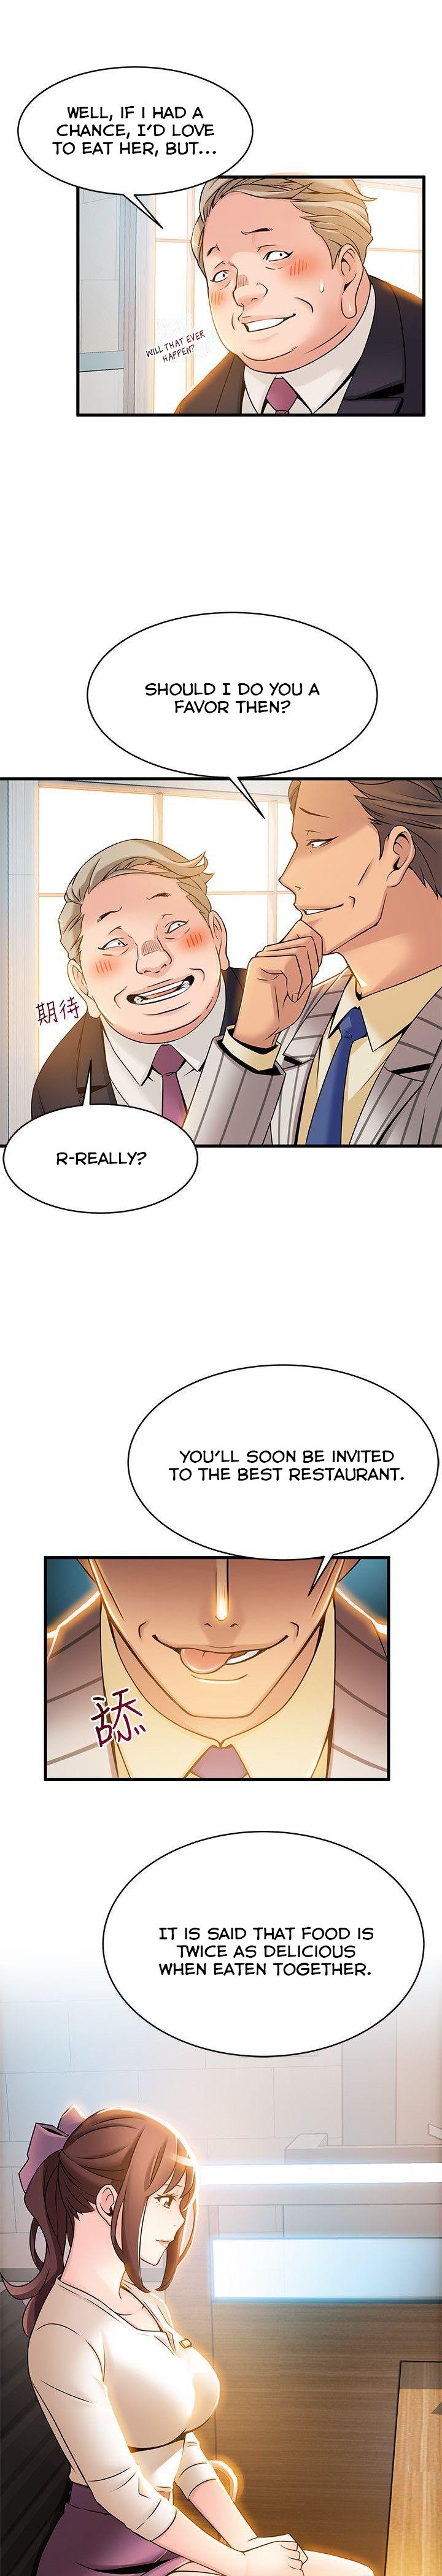 WELL, IF I HAD A
CHANCE, I'D LOVE
TO EAT HER, BUT...
WILL THAT EVER
HAPPEN?
SHOULD I DO YOU A
FAVOR THEN?
期待
R-REALLY?
YOU'LL SOON BE INVITED
TO THE BEST RESTAURANT.
舔
IT IS SAID THAT FOOD IS
TWICE AS DELICIOUS
WHEN EATEN TOGETHER.